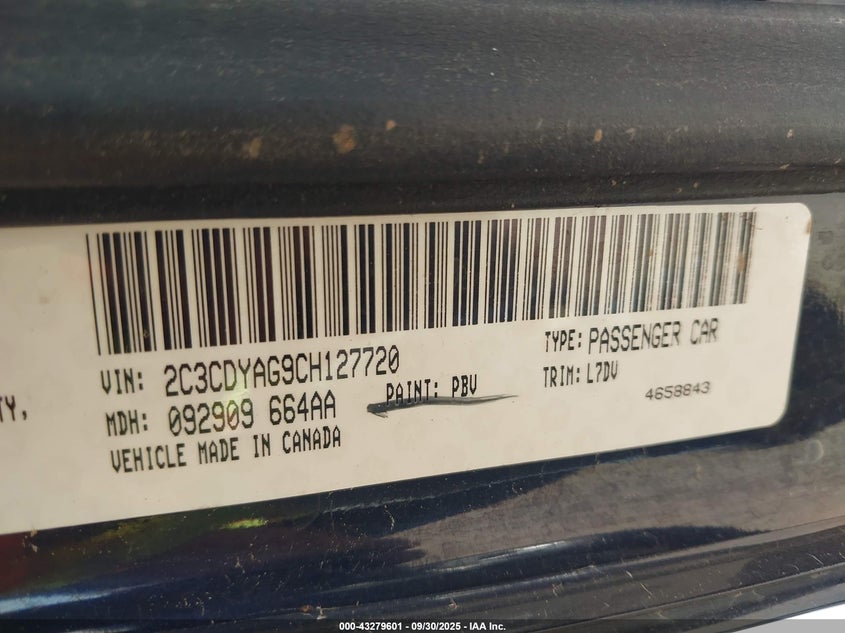 TY,
VIN: 2C3CDYAG9CH127720
TYPE: PASSENGER CAR
MDH: 092909 664AA
PAINT: PBV
TRIM: L7DV
VEHICLE MADE IN CANADA
4658843
000-43279601 - 09/30/2025 - IAA Inc.